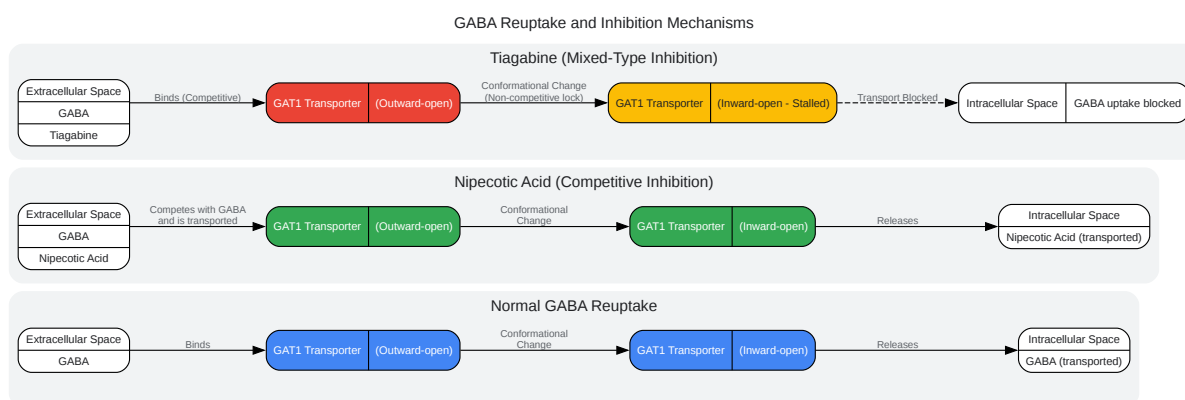 GABA Reuptake and Inhibition Mechanisms
Tiagabine (Mixed-Type Inhibition)
Extracellular Space
GABA
Tiagabine
Binds (Competitive)
GAT1 Transporter
(Outward-open)
Conformational Change
(Non-competitive lock)
GAT1 Transporter
(Inward-open - Stalled)
Transport Blocked
Intracellular Space
GABA uptake blocked
Nipecotic Acid (Competitive Inhibition)
Extracellular Space
GABA
Nipecotic Acid
Competes with GABA
and is transported
GAT1 Transporter
(Outward-open)
Conformational
Change
GAT1 Transporter
(Inward-open)
Releases
Intracellular Space
Nipecotic Acid (transported)
Normal GABA Reuptake
Extracellular Space
GABA
Binds
GAT1 Transporter
(Outward-open)
Conformational
Change
GAT1 Transporter
(Inward-open)
Releases
Intracellular Space
GABA (transported)